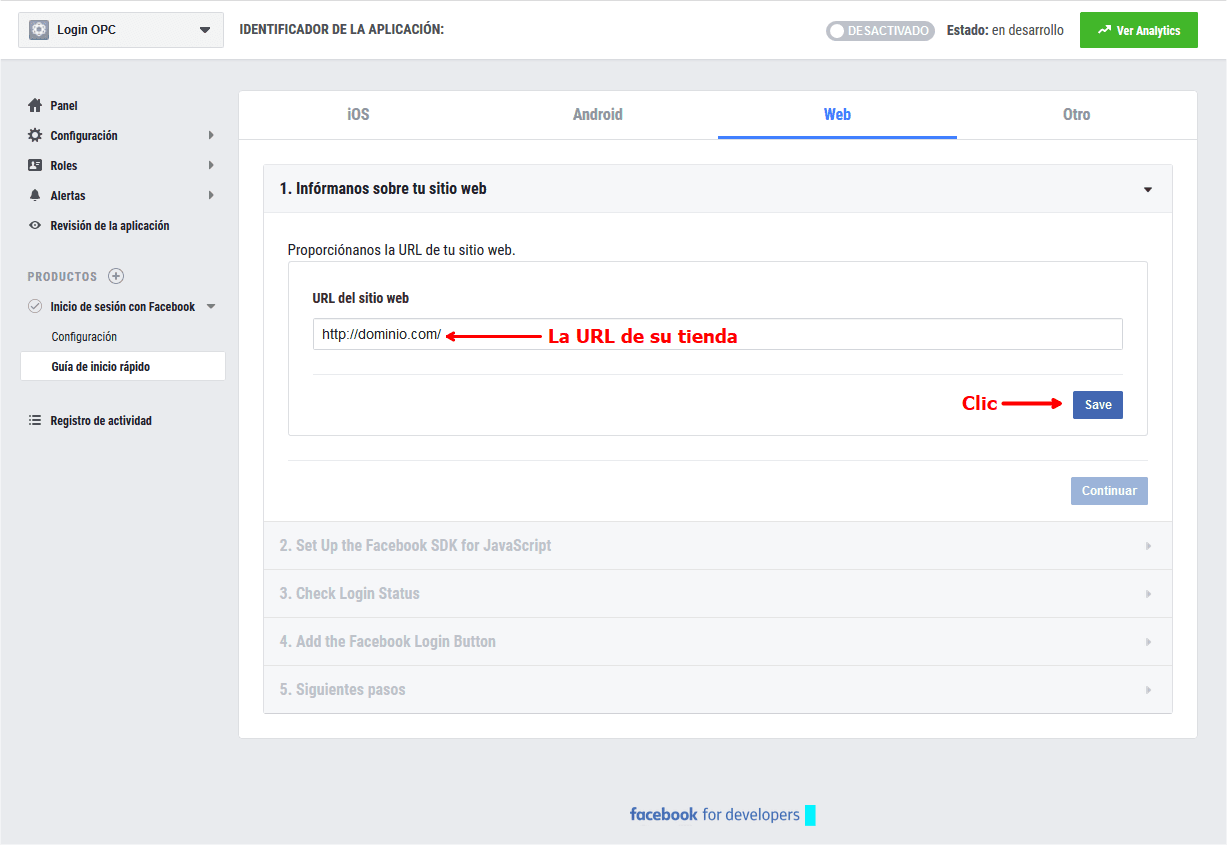 Login OPC
IDENTIFICADOR DE LA APLICACIÓN:
DESACTIVADO
Estado: en desarrollo
Ver Analytics
Panel
Configuración
Roles
Alertas
Revisión de la aplicación
PRODUCTOS
Inicio de sesión con Facebook
Configuración
Guía de inicio rápido
Registro de actividad
iOS
Android
Web
Otro
1. Infórmanos sobre tu sitio web
Proporciónanos la URL de tu sitio web.
URL del sitio web
http://dominio.com/
La URL de su tienda
Clic
Save
Continuar
2. Set Up the Facebook SDK for JavaScript
3. Check Login Status
4. Add the Facebook Login Button
5. Siguientes pasos
facebook for developers